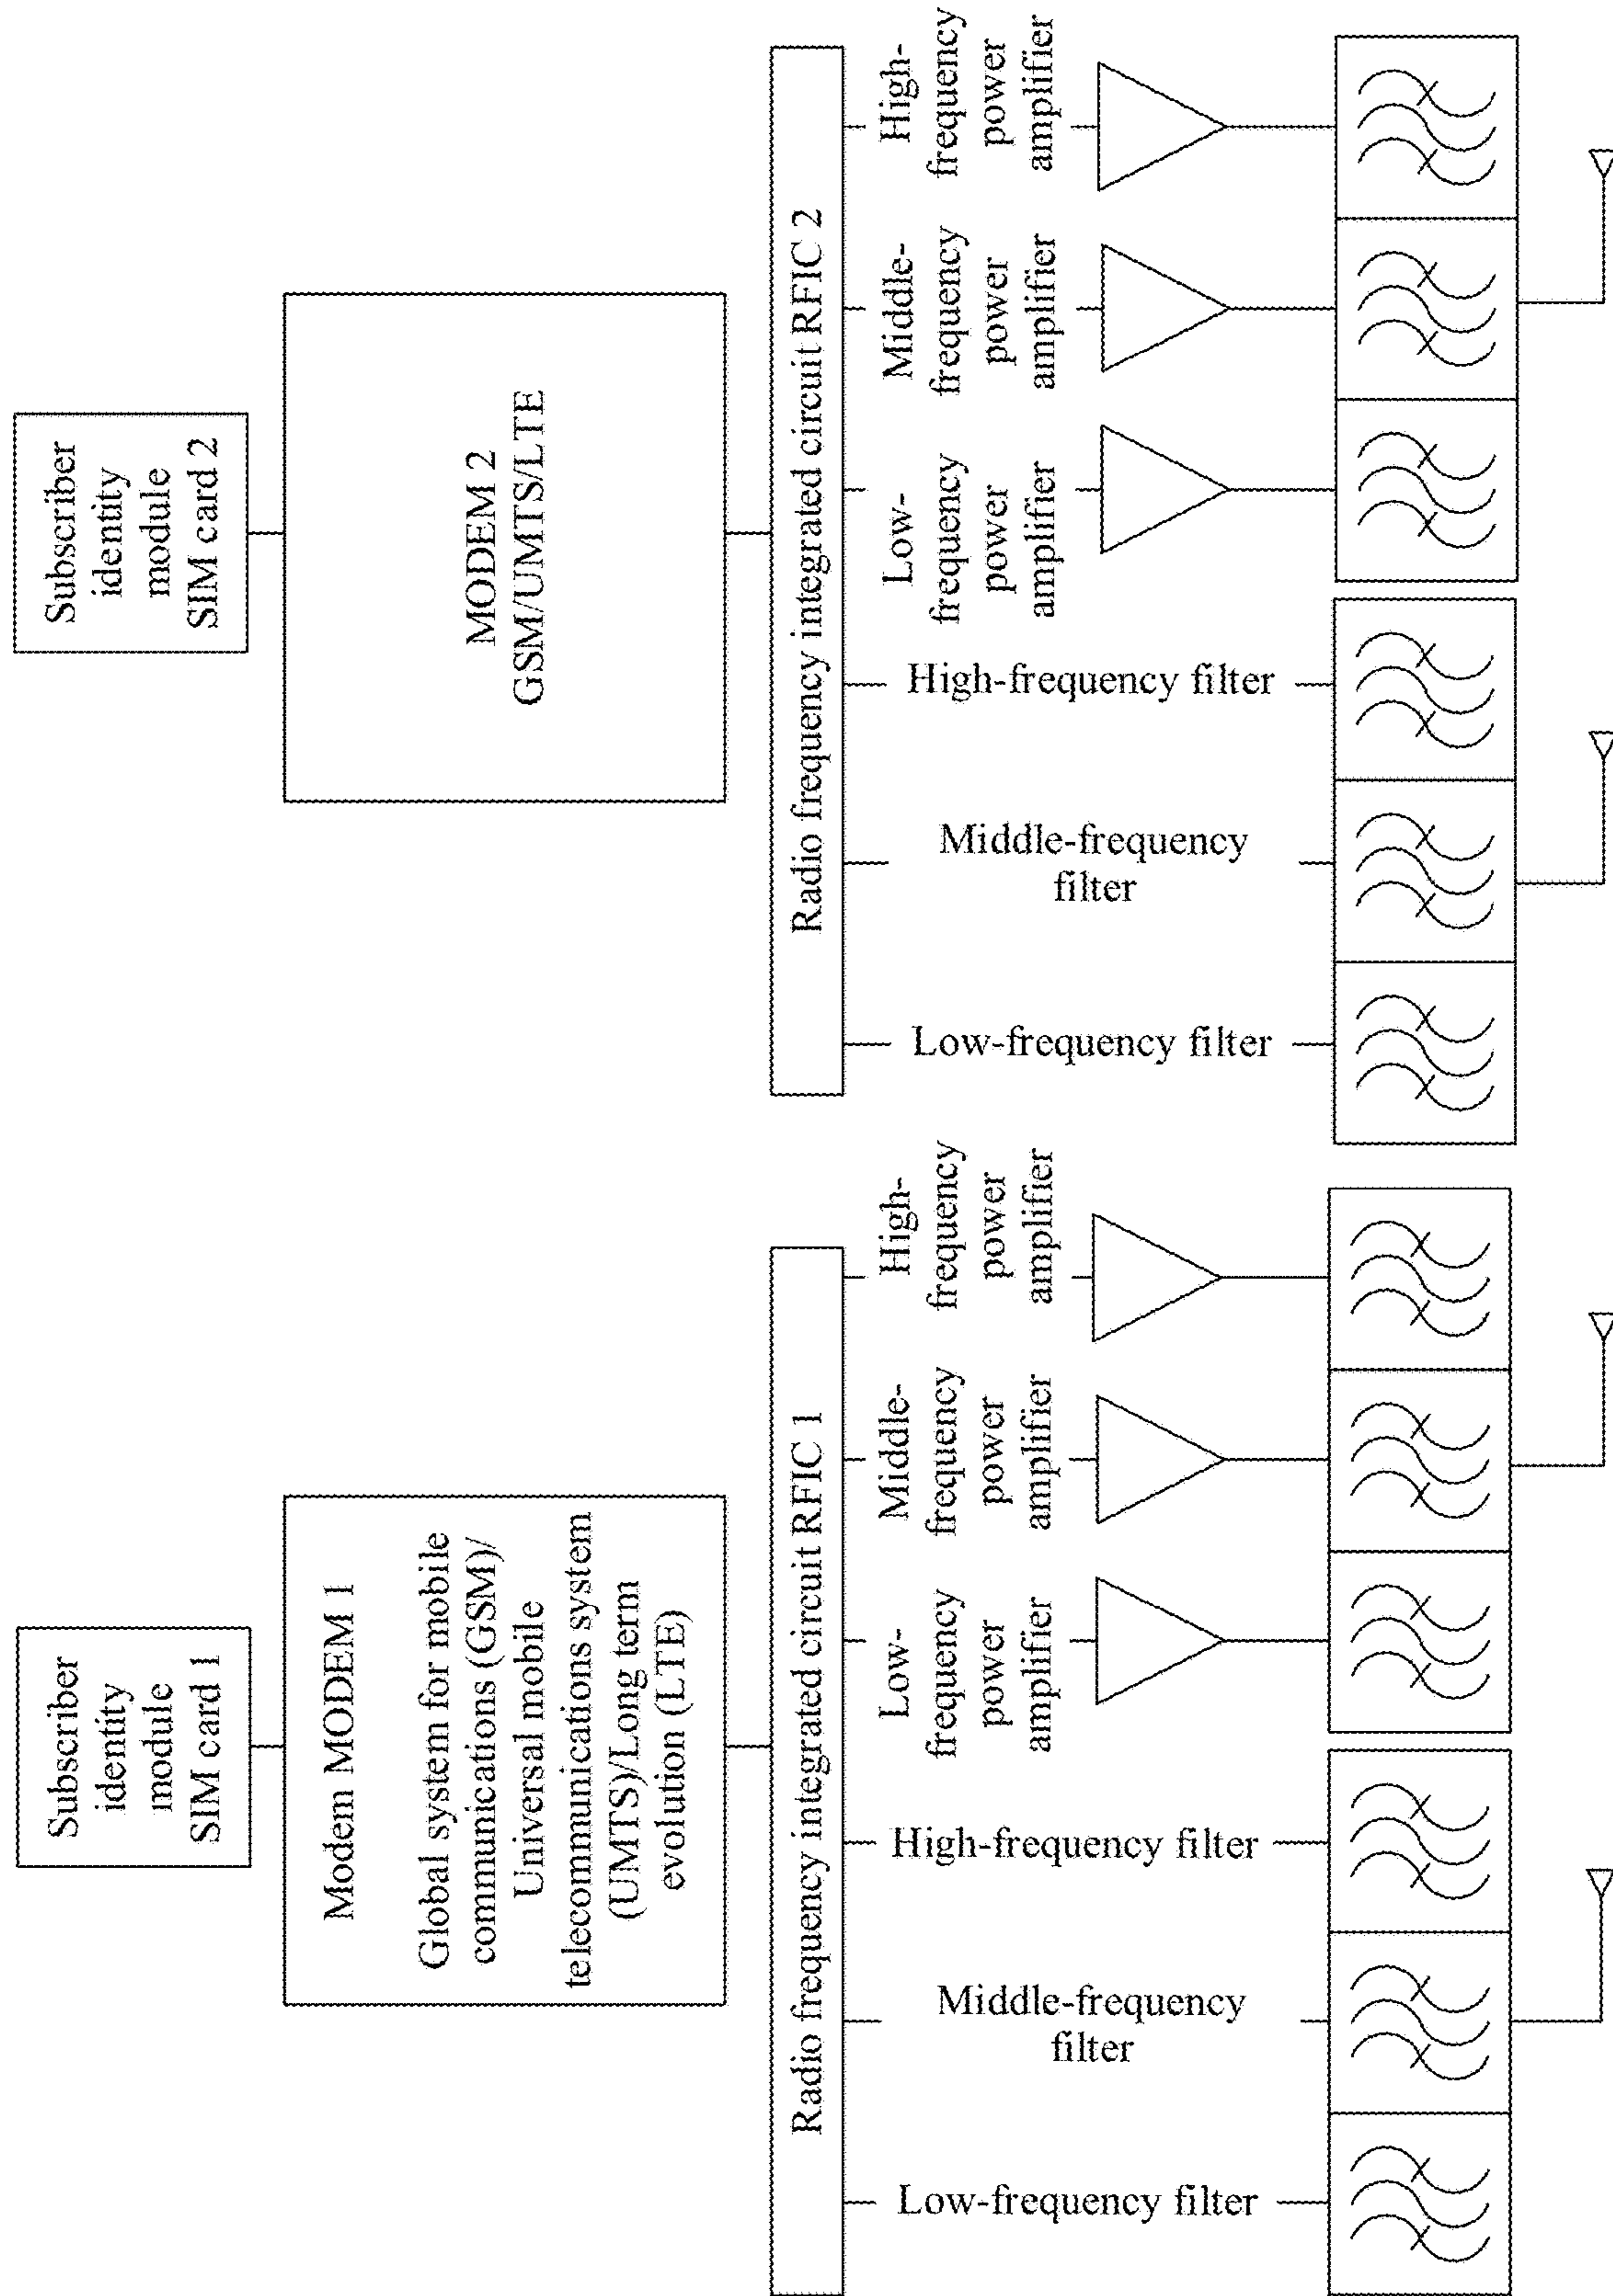 Subscriber
identity
module
SIM card 1
Modem MODEM 1
Global system for mobile
communications (GSM)/
Universal mobile
telecommunications system
(UMTS)/Long term
evolution (LTE)
Radio frequency integrated circuit RFIC 1
Low-frequency filter
Middle-frequency
filter
High-frequency filter
Low-
frequency
power
amplifier
Middle-
frequency
power
amplifier
High-
frequency
power
amplifier
Subscriber
identity
module
SIM card 2
MODEM 2
GSM/UMTS/LTE
Radio frequency integrated circuit RFIC 2
Low-frequency filter
Middle-frequency
filter
High-frequency filter
Low-
frequency
power
amplifier
Middle-
frequency
power
amplifier
High-
frequency
power
amplifier